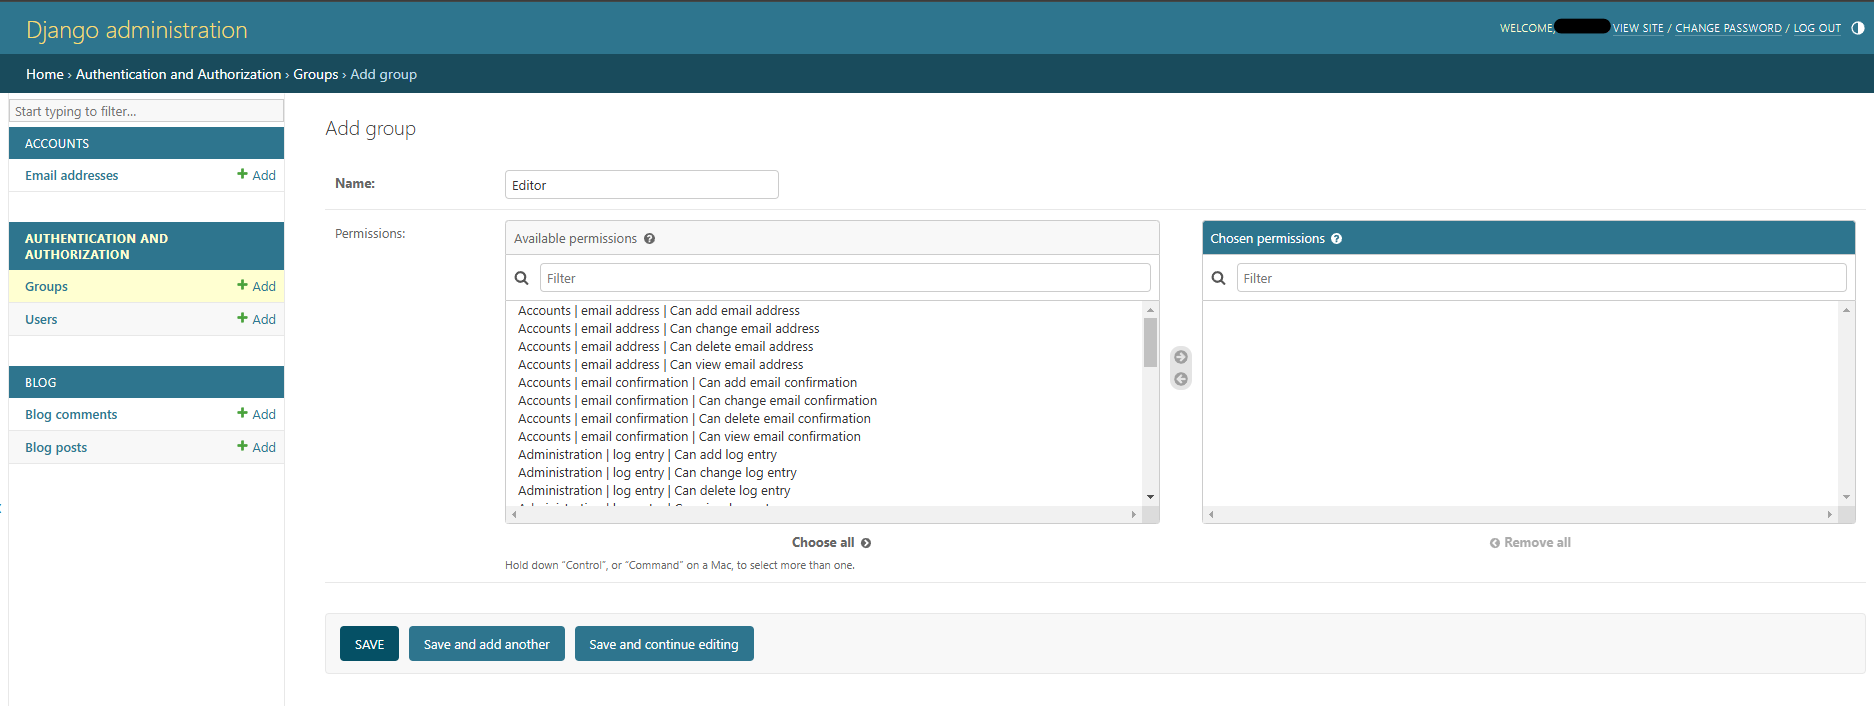 Django administration
WELCOME, VIEW SITE / CHANGE PASSWORD / LOG OUT
Home › Authentication and Authorization › Groups › Add group
Start typing to filter...
ACCOUNTS
Email addresses + Add
AUTHENTICATION AND
AUTHORIZATION
Groups + Add
Users + Add
BLOG
Blog comments + Add
Blog posts + Add
Add group
Name: Editor
Permissions:
Available permissions ?
Filter
Accounts | email address | Can add email address
Accounts | email address | Can change email address
Accounts | email address | Can delete email address
Accounts | email address | Can view email address
Accounts | email confirmation | Can add email confirmation
Accounts | email confirmation | Can change email confirmation
Accounts | email confirmation | Can delete email confirmation
Accounts | email confirmation | Can view email confirmation
Administration | log entry | Can add log entry
Administration | log entry | Can change log entry
Administration | log entry | Can delete log entry
Choose all
Hold down “Control”, or “Command” on a Mac, to select more than one.
Chosen permissions ?
Filter
Remove all
SAVE
Save and add another
Save and continue editing